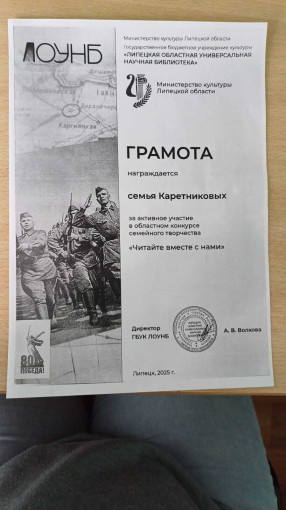 ЛОУНБ
Министерство культуры Липецкой области
Государственное бюджетное учреждение культуры
«ЛИПЕЦКАЯ ОБЛАСТНАЯ УНИВЕРСАЛЬНАЯ
НАУЧНАЯ БИБЛИОТЕКА»
Министерство культуры
Липецкой области
ГРАМОТА
награждается
семья Каретниковых
за активное участие
в областном конкурсе
семейного творчества
«Читайте вместе с нами»
Директор
ГБУК ЛОУНБ
А. В. Волкова
80
ПОБЕДА!
Липецк, 2025 г.